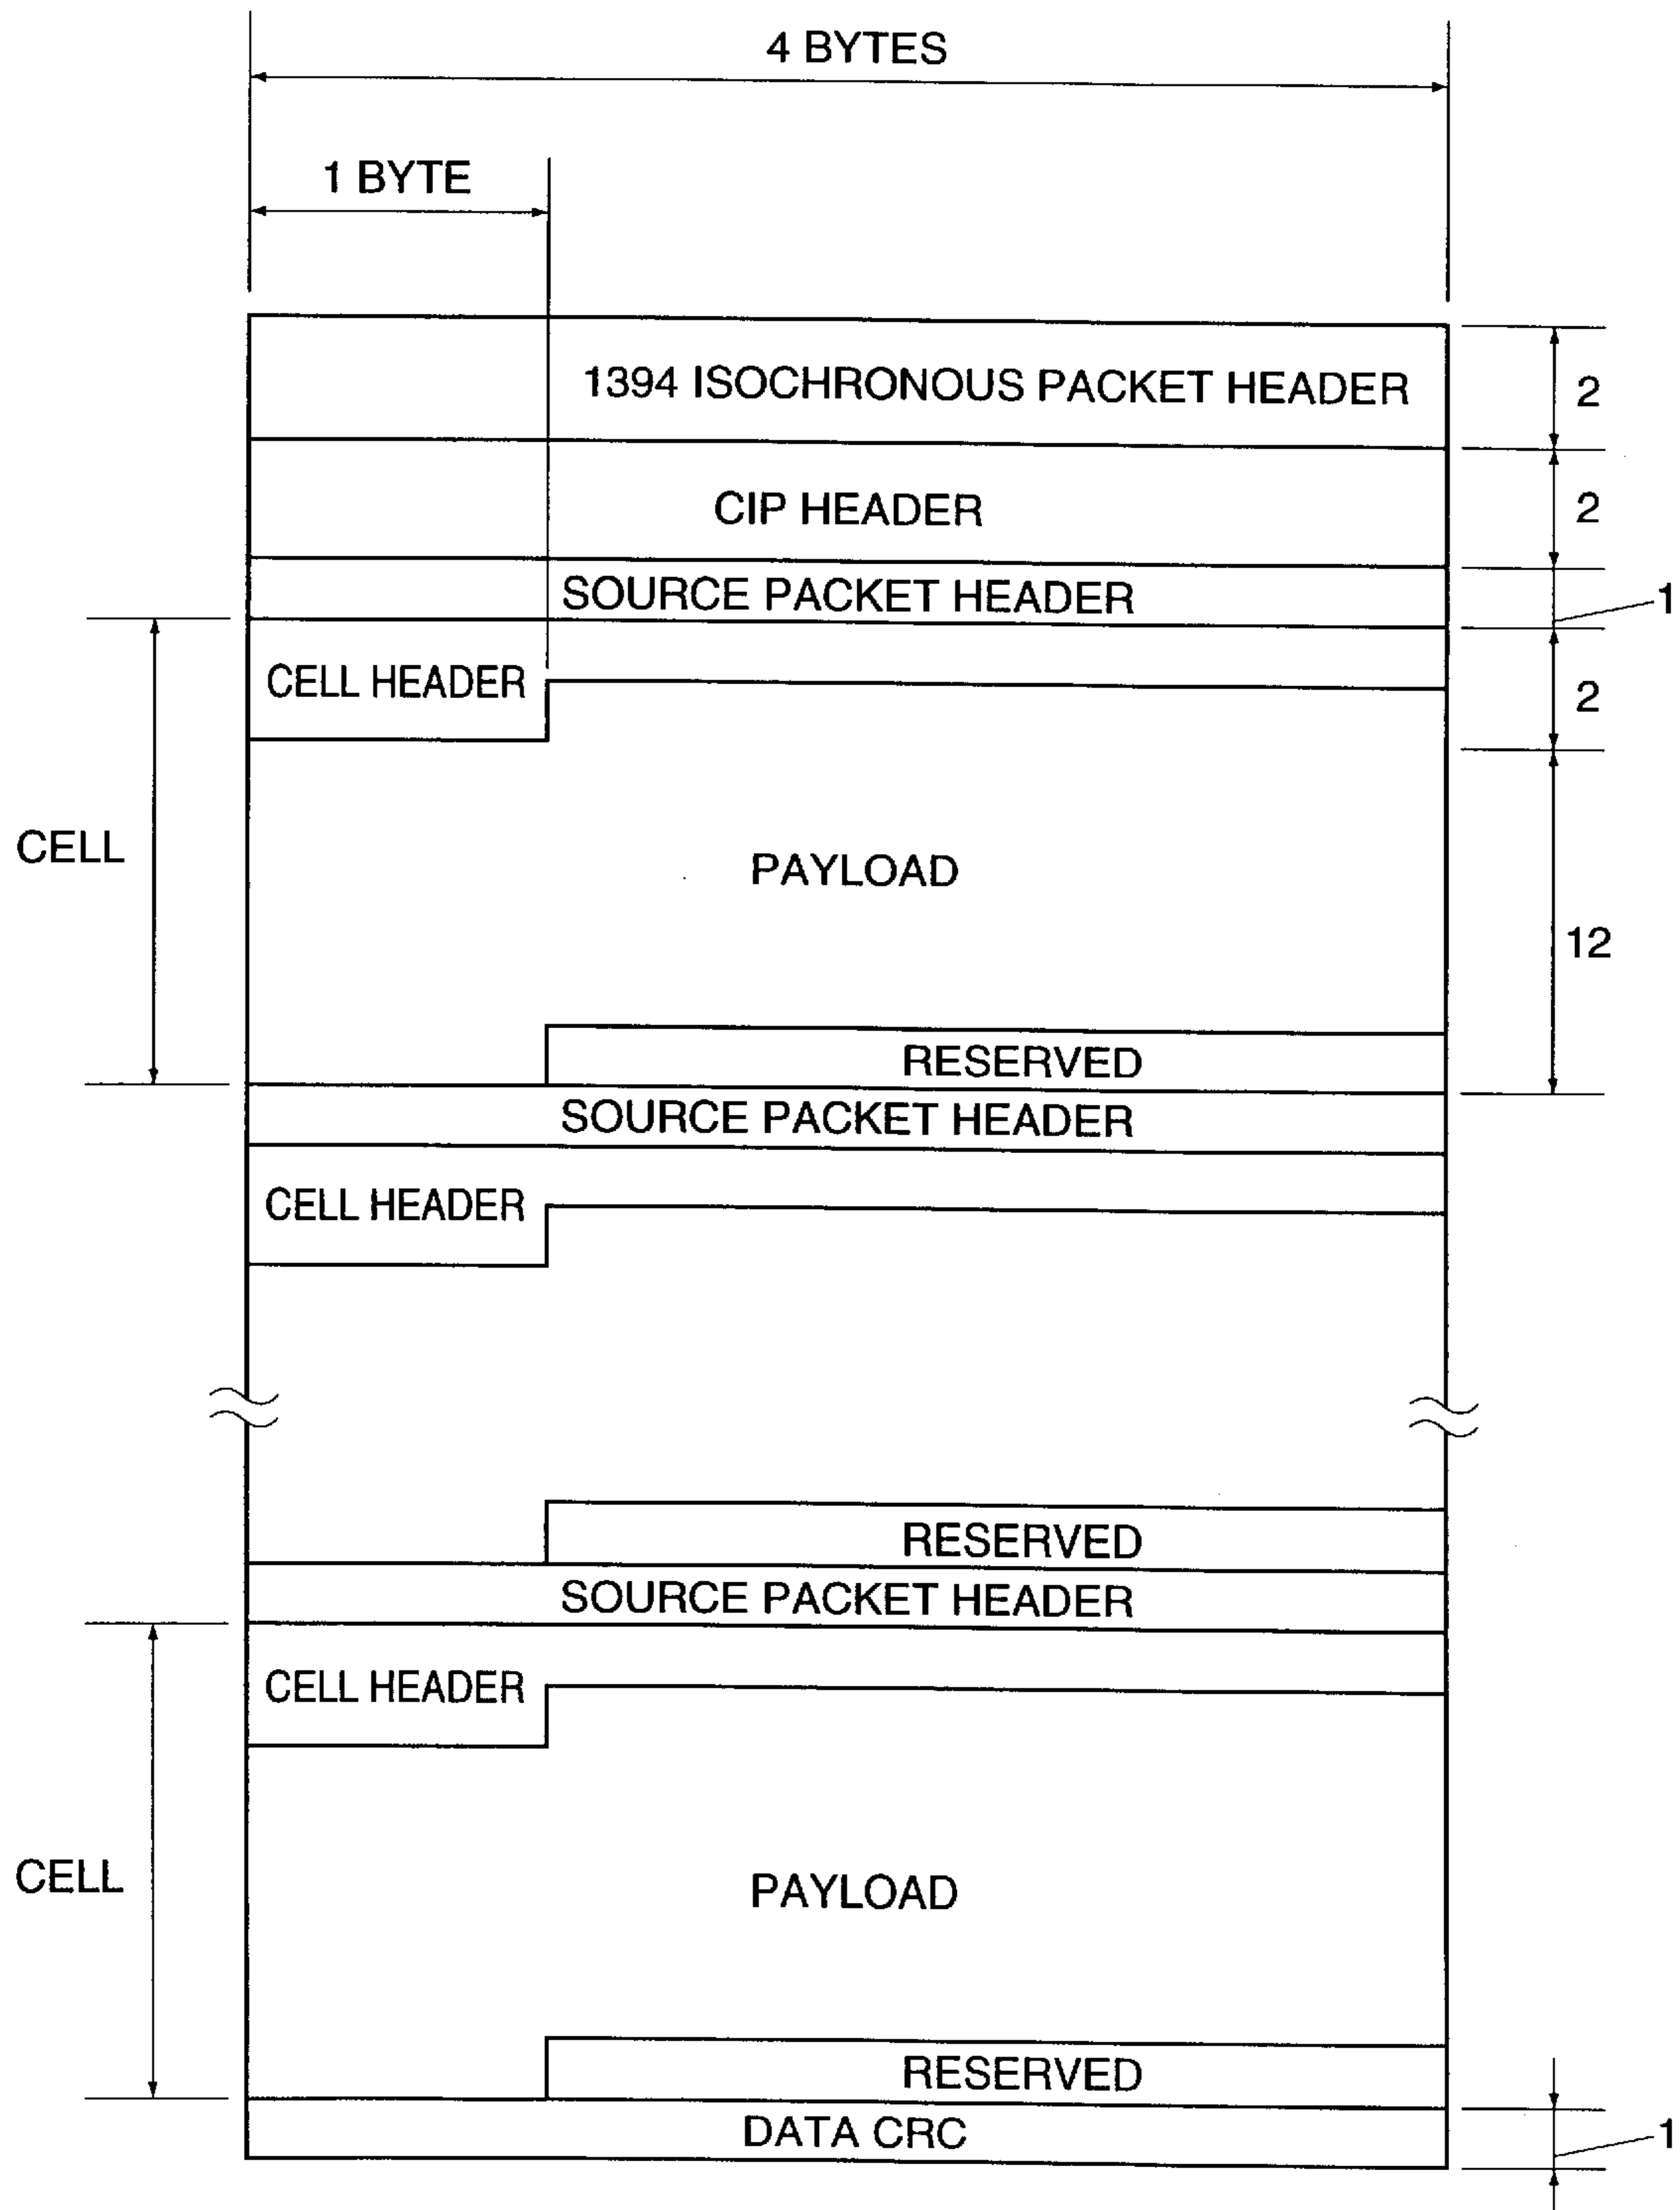 4 BYTES
1 BYTE
1394 ISOCHRONOUS PACKET HEADER
2
CIP HEADER
2
SOURCE PACKET HEADER
1
CELL HEADER
2
CELL
PAYLOAD
12
RESERVED
SOURCE PACKET HEADER
CELL HEADER
RESERVED
SOURCE PACKET HEADER
CELL HEADER
CELL
PAYLOAD
RESERVED
DATA CRC
1